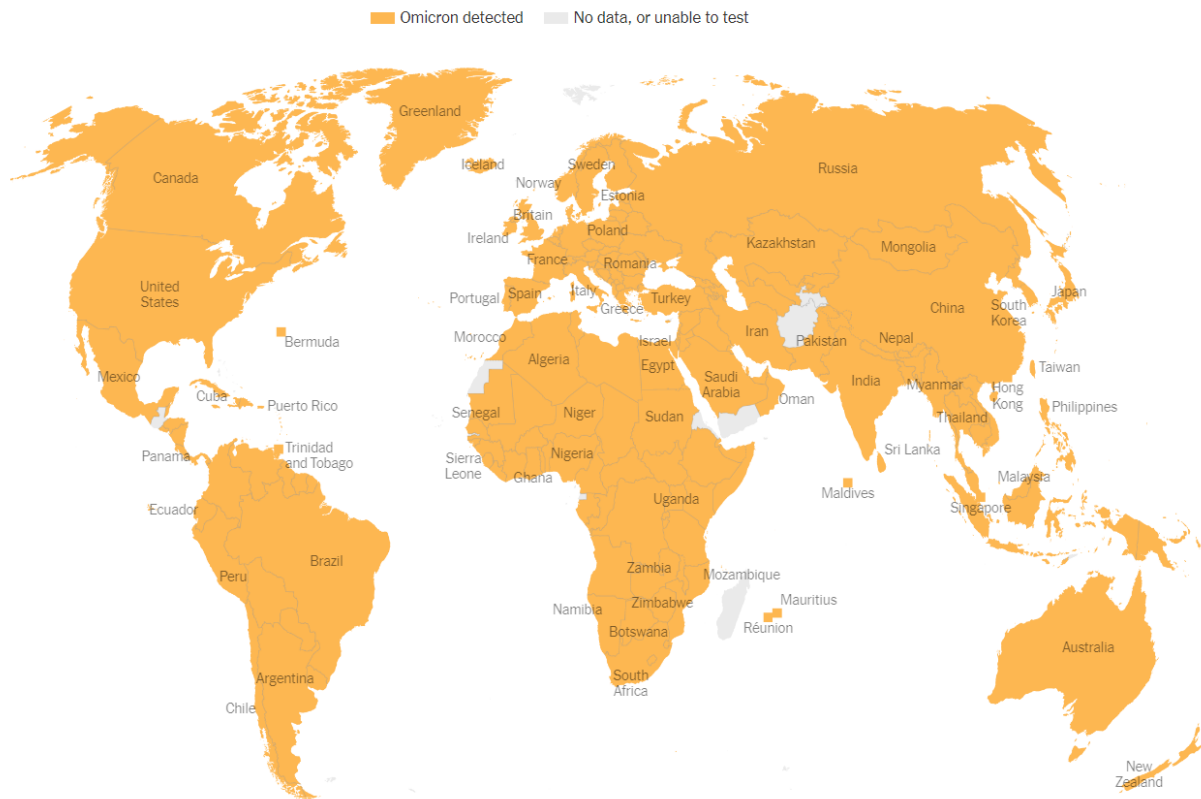 Omicron detected
No data, or unable to test
Greenland
Iceland
Sweden
Russia
Canada
Norway
Estonia
Britain
Poland
Ireland
Kazakhstan
Mongolia
France
Romania
United
States
Spain
Italy
Turkey
Japan
Portugal
Greece
China
South
Korea
Bermuda
Morocco
Israel
Iran
Pakistan
Nepal
Algeria
Egypt
Taiwan
Mexico
Saudi
Arabia
India
Myanmar
Hong
Kong
Cuba
Oman
Puerto Rico
Senegal
Niger
Sudan
Thailand
Philippines
Trinidad
and Tobago
Panama
Sierra
Leone
Nigeria
Ghana
Sri Lanka
Malaysia
Maldives
Ecuador
Uganda
Singapore
Brazil
Peru
Zambia
Mozambique
Namibia
Zimbabwe
Mauritius
Réunion
Botswana
Australia
Argentina
South
Africa
Chile
New
Zealand